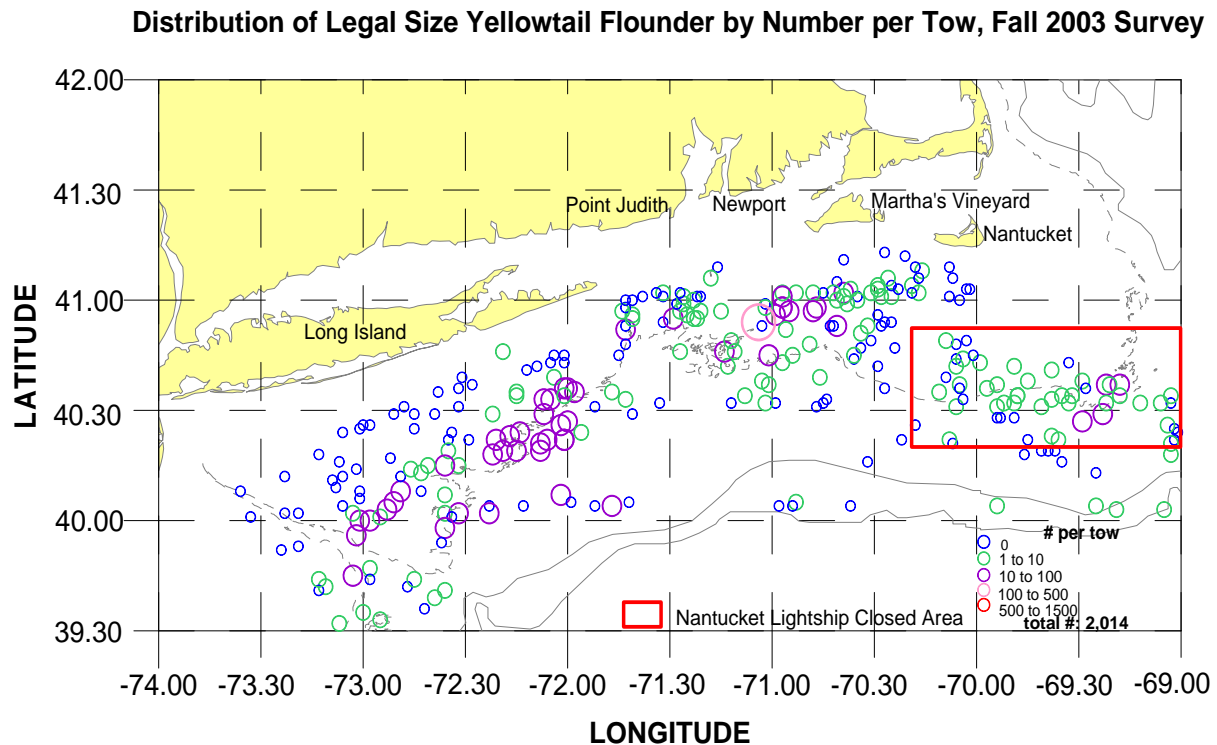 Distribution of Legal Size Yellowtail Flounder by Number per Tow, Fall 2003 Survey
42.00
41.30
41.00
40.30
40.00
39.30
LATITUDE
Point Judith
Newport
Martha's Vineyard
Nantucket
Long Island
# per tow
0
1 to 10
10 to 100
100 to 500
500 to 1500
total #: 2,014
Nantucket Lightship Closed Area
-74.00 -73.30 -73.00 -72.30 -72.00 -71.30 -71.00 -70.30 -70.00 -69.30 -69.00
LONGITUDE